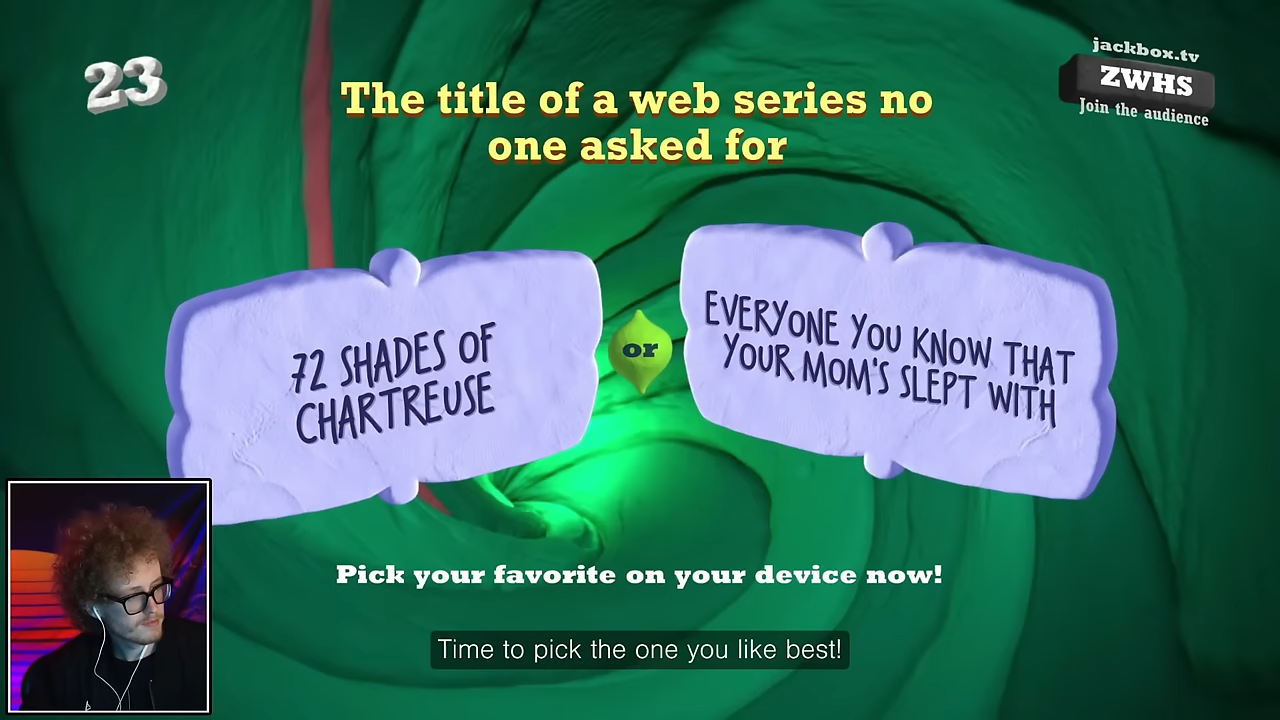 23
jackbox.tv
ZWHS
Join the audience
The title of a web series no
one asked for
72 SHADES OF
CHARTREUSE
or
EVERYONE YOU KNOW THAT
YOUR MOM'S SLEPT WITH
Pick your favorite on your device now!
Time to pick the one you like best!